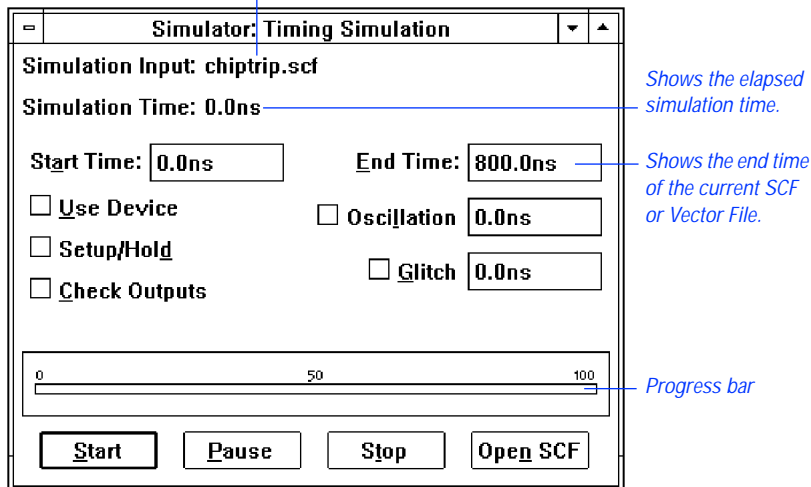 Simulator: Timing Simulation
Simulation Input: chiptrip.scf
Simulation Time: 0.0ns
Shows the elapsed
simulation time.
Start Time: 0.0ns
End Time: 800.0ns
Shows the end time
of the current SCF
or Vector File.
Use Device
Oscillation 0.0ns
Setup/Hold
Glitch 0.0ns
Check Outputs
0 50 100
Progress bar
Start Pause Stop Open SCF